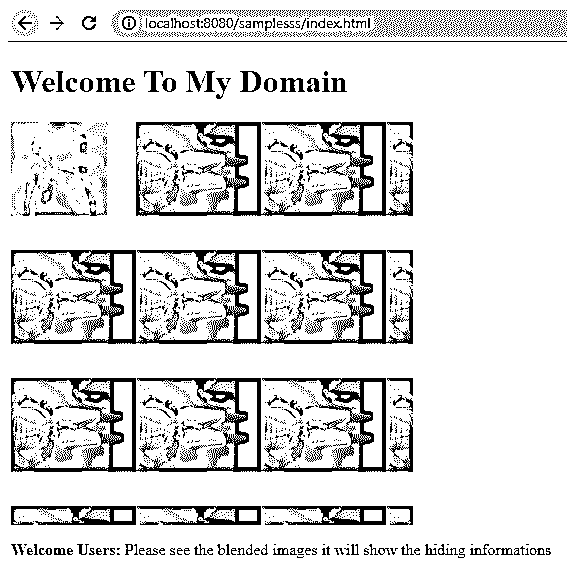 localhost:8080/samplesss/index.html
Welcome To My Domain
Welcome Users: Please see the blended images it will show the hiding informations